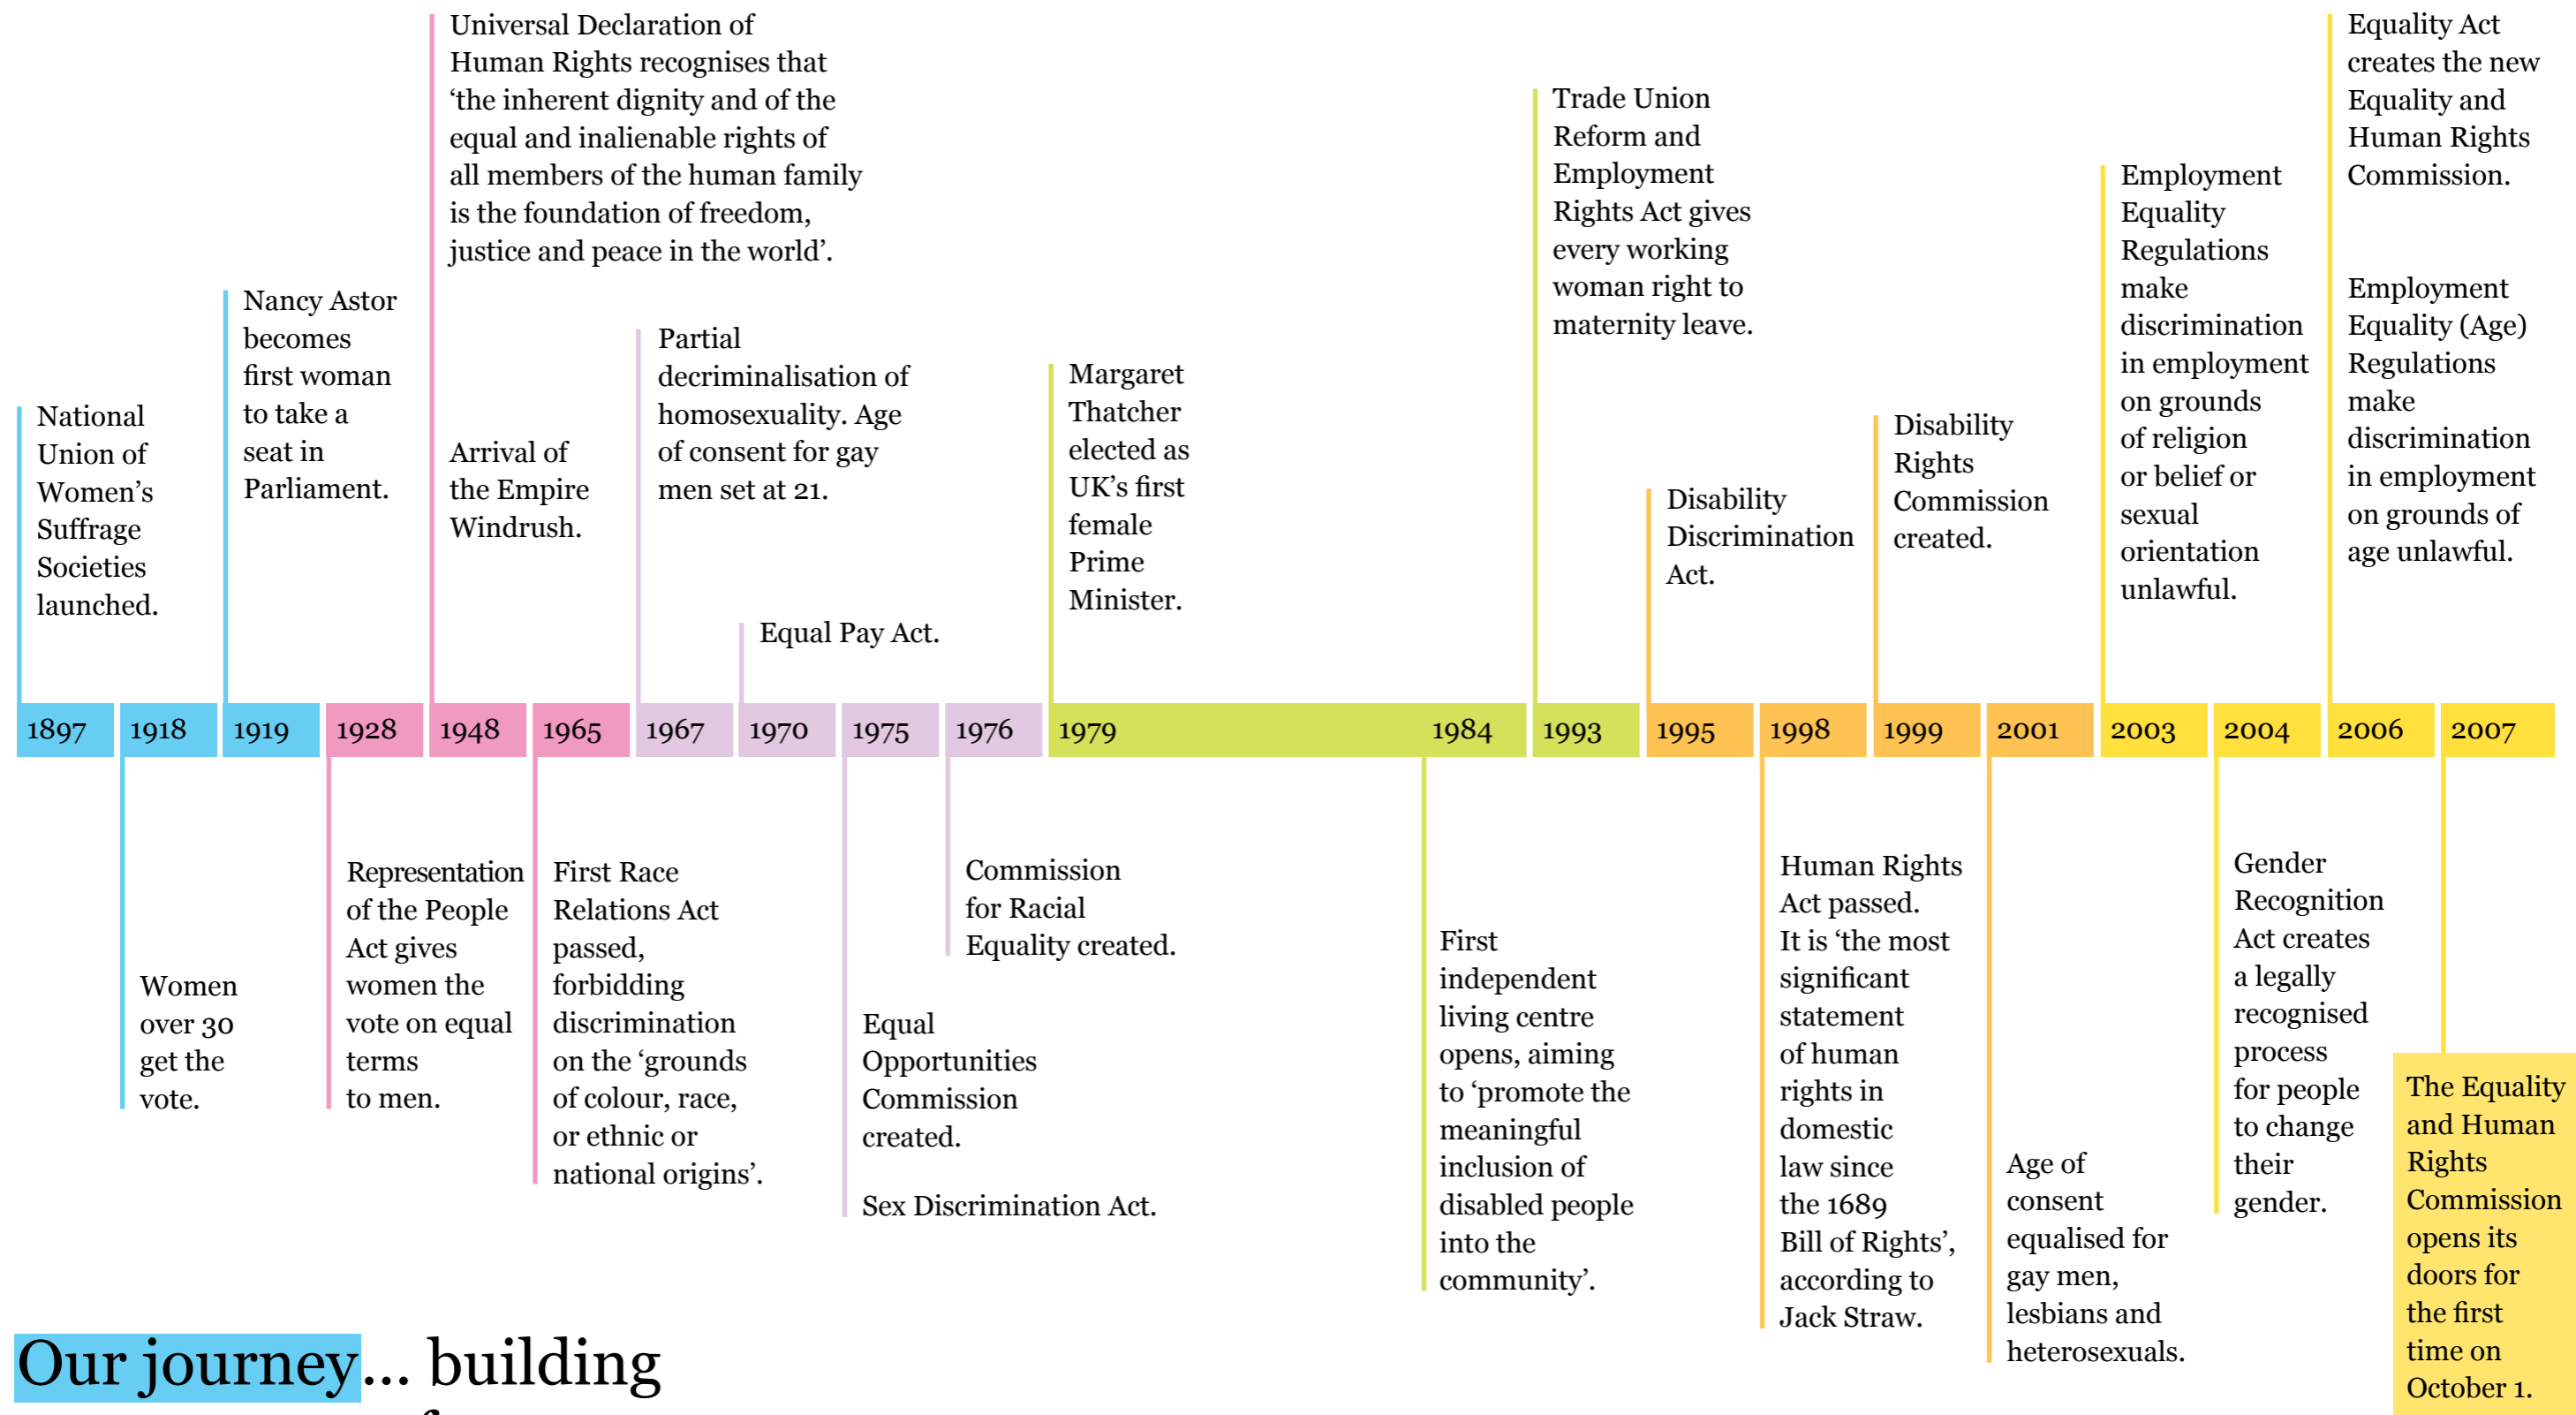 Universal Declaration of
Human Rights recognises that
‘the inherent dignity and of the
equal and inalienable rights of
all members of the human family
is the foundation of freedom,
justice and peace in the world’.
Arrival of
the Empire
Windrush.
Equality Act
creates the new
Equality and
Human Rights
Commission.
Employment
Equality (Age)
Regulations
make
discrimination
in employment
on grounds of
age unlawful.
Trade Union
Reform and
Employment
Rights Act gives
every working
woman right to
maternity leave.
Employment
Equality
Regulations
make
discrimination
in employment
on grounds
of religion
or belief or
sexual
orientation
unlawful.
Nancy Astor
becomes
first woman
to take a
seat in
Parliament.
Partial
decriminalisation of
homosexuality. Age
of consent for gay
men set at 21.
Margaret
Thatcher
elected as
UK’s first
female
Prime
Minister.
National
Union of
Women’s
Suffrage
Societies
launched.
Disability
Rights
Commission
created.
Disability
Discrimination
Act.
Equal Pay Act.
1897 1918 1919 1928 1948 1965 1967 1970 1975 1976 1979 1984 1993 1995 1998 1999 2001 2003 2004 2006 2007
Women
over 30
get the
vote.
Representation
of the People
Act gives
women the
vote on equal
terms
to men.
First Race
Relations Act
passed,
forbidding
discrimination
on the ‘grounds
of colour, race,
or ethnic or
national origins’.
Equal
Opportunities
Commission
created.
Sex Discrimination Act.
Commission
for Racial
Equality created.
First
independent
living centre
opens, aiming
to ‘promote the
meaningful
inclusion of
disabled people
into the
community’.
Human Rights
Act passed.
It is ‘the most
significant
statement
of human
rights in
domestic
law since
the 1689
Bill of Rights’,
according to
Jack Straw.
Age of
consent
equalised for
gay men,
lesbians and
heterosexuals.
Gender
Recognition
Act creates
a legally
recognised
process
for people
to change
their
gender.
The Equality
and Human
Rights
Commission
opens its
doors for
the first
time on
October 1.
Our journey... building